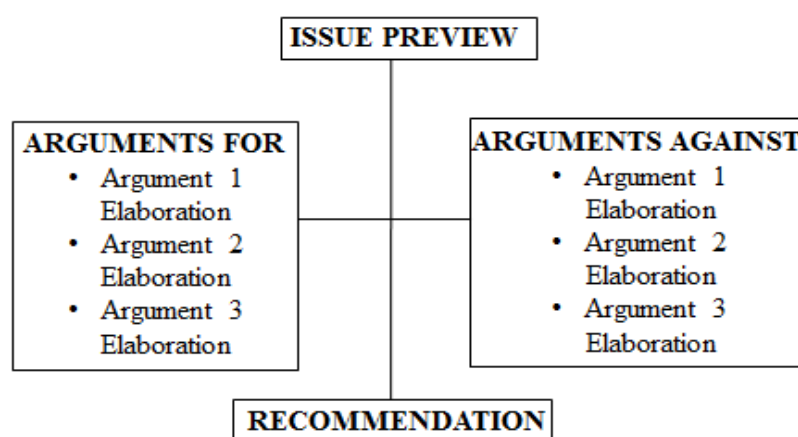 ISSUE PREVIEW
ARGUMENTS FOR
• Argument 1
Elaboration
• Argument 2
Elaboration
• Argument 3
Elaboration
ARGUMENTS AGAINST
• Argument 1
Elaboration
• Argument 2
Elaboration
• Argument 3
Elaboration
RECOMMENDATION